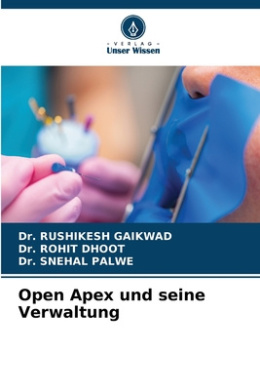 VERLAG
Unser Wissen
Dr. RUSHIKESH GAIKWAD
Dr. ROHIT DHOOT
Dr. SNEHAL PALWE
Open Apex und seine
Verwaltung